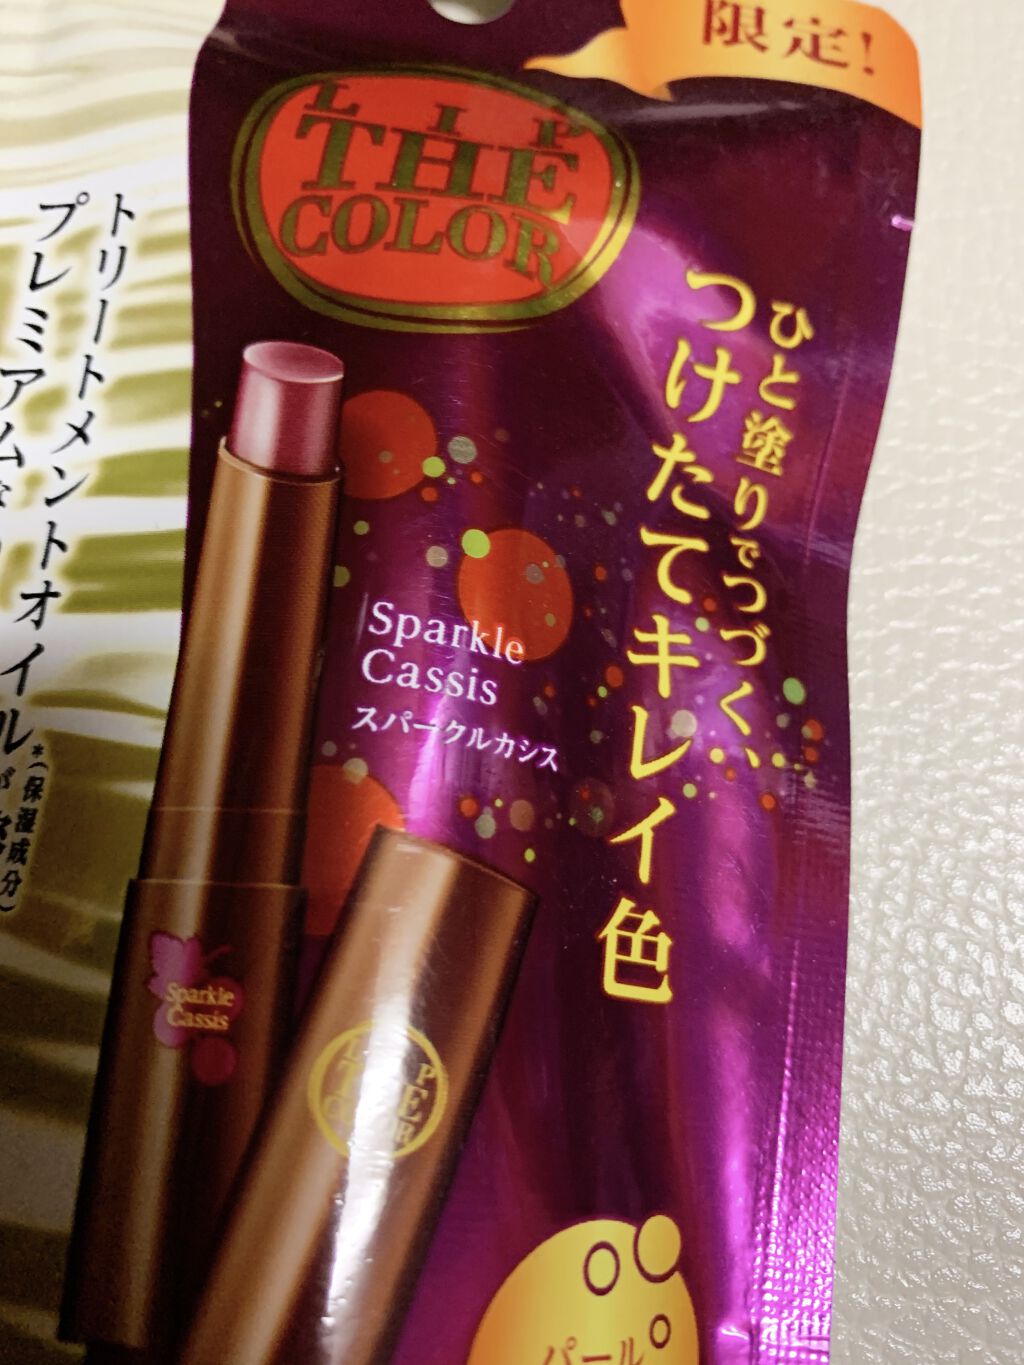 限定!
LIP
THE
COLOR
ひと塗りでつづく、
つけたてキレイ色
Sparkle
Cassis
スパークルカシス
Sparkle
Cassis
LIP
THE
COLOR
パール
トリートメントオイル*(保湿成分)が
プレミアムな